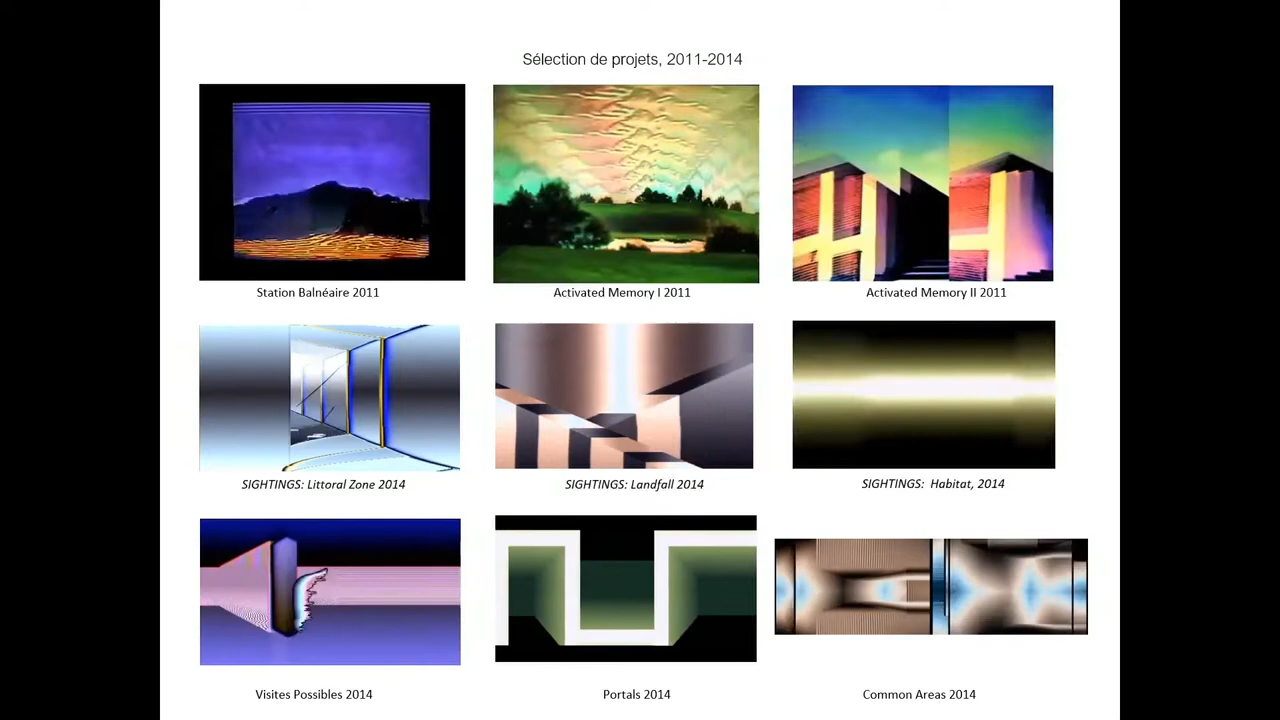 Sélection de projets, 2011-2014
Station Balnéaire 2011
Activated Memory I 2011
Activated Memory II 2011
SIGHTINGS: Littoral Zone 2014
SIGHTINGS: Landfall 2014
SIGHTINGS: Habitat, 2014
Visites Possibles 2014
Portals 2014
Common Areas 2014